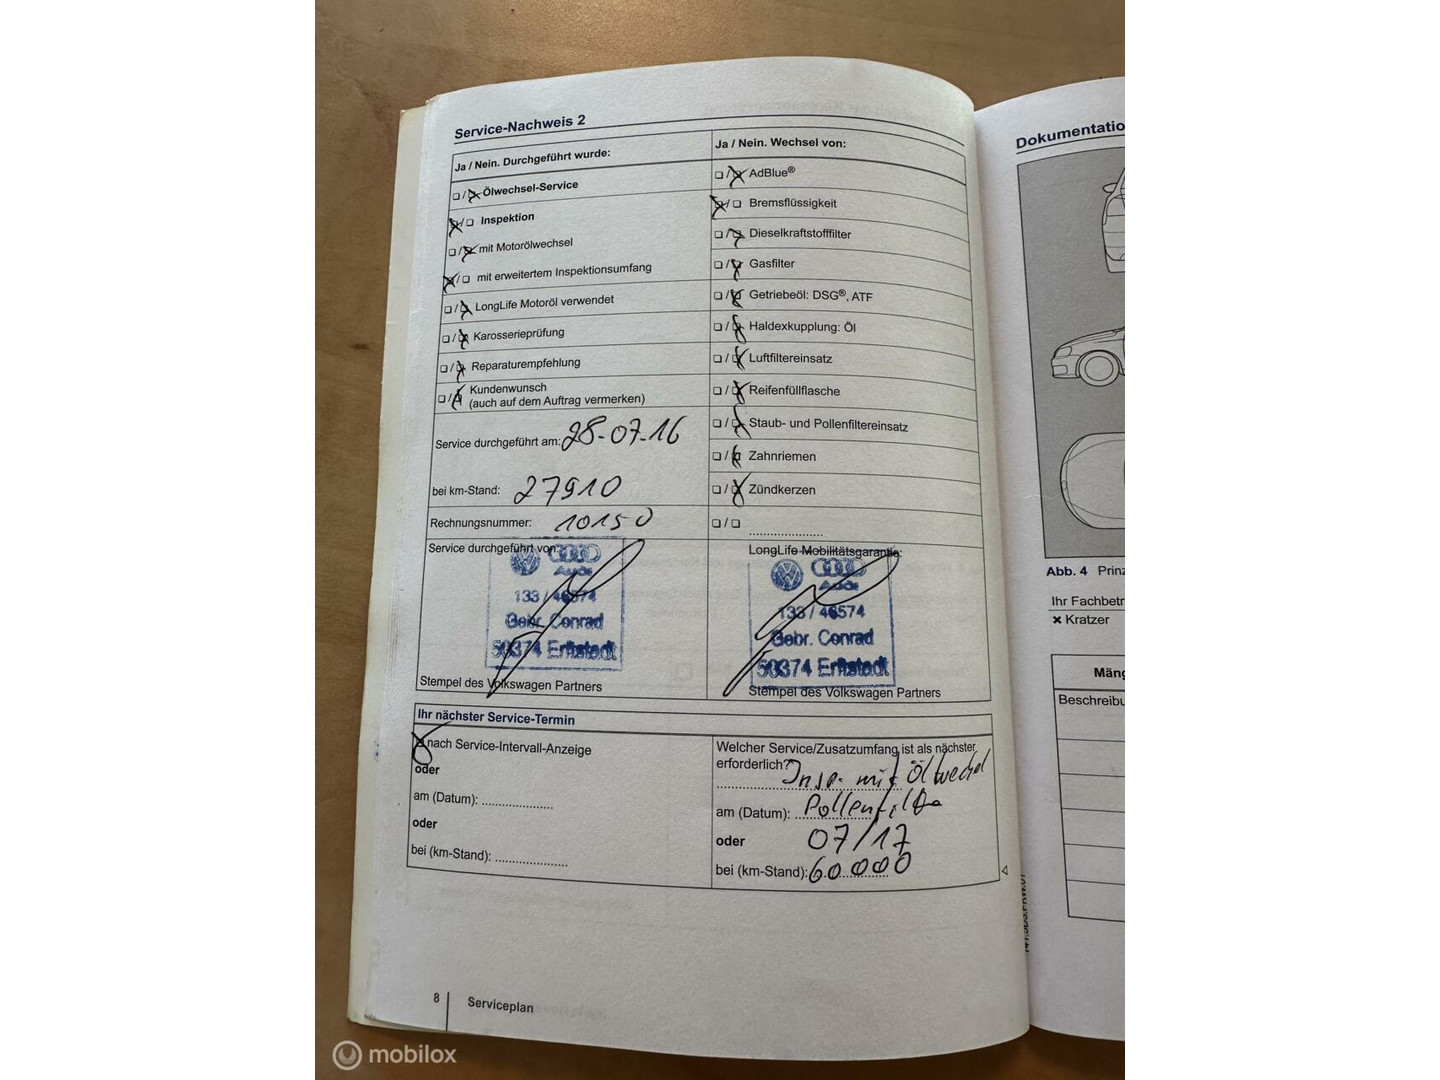 Service-Nachweis 2
Ja / Nein. Durchgeführt wurde:
❑ / ❑ Ölwechsel-Service
❑ / ❑ Inspektion
❑ / ❑ mit Motorölwechsel
❑ / ❑ mit erweitertem Inspektionsumfang
❑ / ❑ LongLife Motoröl verwendet
❑ / ❑ Karosserieprüfung
❑ / ❑ Reparaturempfehlung
❑ / ❑ Kundenwunsch
(auch auf dem Auftrag vermerken)
Service durchgeführt am: 28-07-16
bei km-Stand: 27910
Rechnungsnummer: 10150
Service durchgeführt von:
Audi
133 / 46574
Gebr. Conrad
50374 Erftstadt
Stempel des Volkswagen Partners
Ja / Nein. Wechsel von:
❑ / ❑ AdBlue®
❑ / ❑ Bremsflüssigkeit
❑ / ❑ Dieselkraftstofffilter
❑ / ❑ Gasfilter
❑ / ❑ Getriebeöl: DSG®, ATF
❑ / ❑ Haldexkupplung: Öl
❑ / ❑ Luftfiltereinsatz
❑ / ❑ Reifenfüllflasche
❑ / ❑ Staub- und Pollenfiltereinsatz
❑ / ❑ Zahnriemen
❑ / ❑ Zündkerzen
❑ / ❑ ......................
LongLife Mobilitätsgarantie:
Audi
133 / 46574
Gebr. Conrad
50374 Erftstadt
Stempel des Volkswagen Partners
Ihr nächster Service-Termin
nach Service-Intervall-Anzeige
oder
am (Datum): .....................
oder
bei (km-Stand): .....................
Welcher Service/Zusatzumfang ist als nächster
erforderlich? Insp. mit Ölwechsel
am (Datum): Pollenfilter
oder 07/17
bei (km-Stand): 60.000
8 Serviceplan
Dokumentatio
Abb. 4 Prinz
Ihr Fachbetr
× Kratzer
Mäng
Beschreibu
mobilox